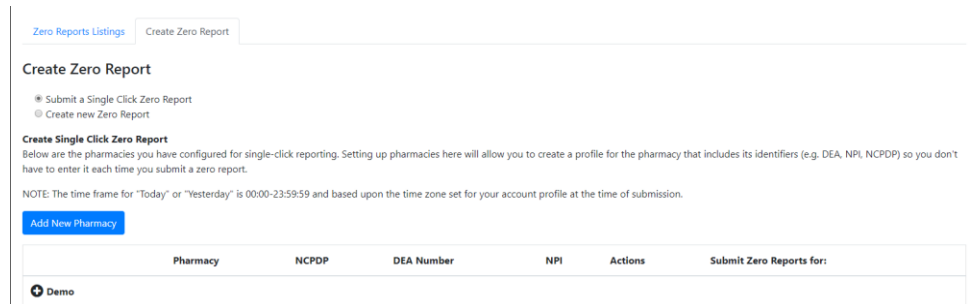 Zero Reports Listings Create Zero Report
Create Zero Report
Submit a Single Click Zero Report
Create new Zero Report
Create Single Click Zero Report
Below are the pharmacies you have configured for single-click reporting. Setting up pharmacies here will allow you to create a profile for the pharmacy that includes its identifiers (e.g. DEA, NPI, NCPDP) so you don't
have to enter it each time you submit a zero report.
NOTE: The time frame for "Today" or "Yesterday" is 00:00-23:59:59 and based upon the time zone set for your account profile at the time of submission.
Add New Pharmacy
Pharmacy NCPDP DEA Number NPI Actions Submit Zero Reports for:
Demo